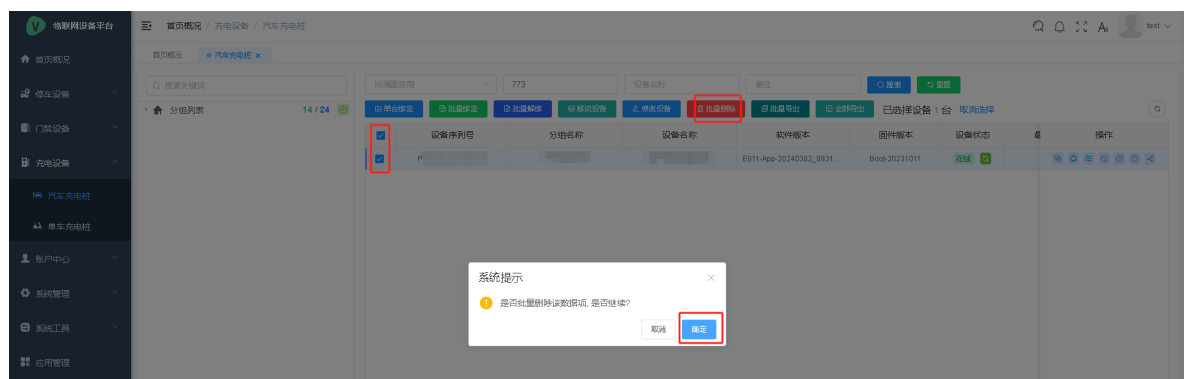 物联网设备平台
首页概况 / 充电设备 / 汽车充电桩
test
首页概况
汽车充电桩 ×
首页概况
停车设备
门禁设备
充电设备
汽车充电桩
单车充电桩
账户中心
系统管理
系统工具
应用管理
搜索关键词
分组列表 14 / 24
所属服务商 773 设备名称 备注 搜索 重置
单台绑定 批量绑定 批量解绑 移动设备 修改设备 批量删除 批量导出 全部导出 已选择设备 1 台 取消选择
设备序列号 分组名称 设备名称 软件版本 固件版本 设备状态 操作
P E011-App-20240302_0931... Boot-20231011 在线
系统提示
是否批量删除该数据项, 是否继续?
取消 确定